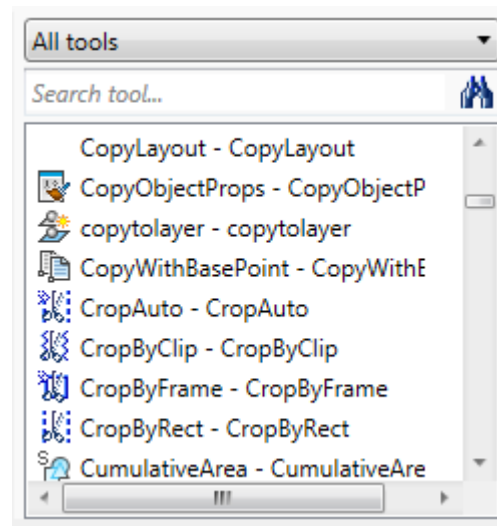 All tools
Search tool...
CopyLayout - CopyLayout
CopyObjectProps - CopyObjectP
copytolayer - copytolayer
CopyWithBasePoint - CopyWithE
CropAuto - CropAuto
CropByClip - CropByClip
CropByFrame - CropByFrame
CropByRect - CropByRect
CumulativeArea - CumulativeAre